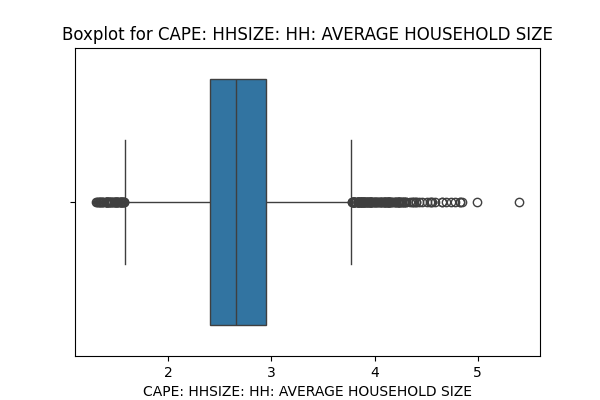 Boxplot for CAPE: HHSIZE: HH: AVERAGE HOUSEHOLD SIZE
2 3 4 5
CAPE: HHSIZE: HH: AVERAGE HOUSEHOLD SIZE